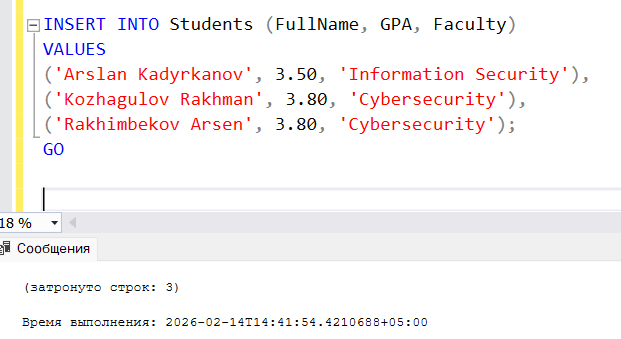 INSERT INTO Students (FullName, GPA, Faculty)
VALUES
('Arslan Kadyrkanov', 3.50, 'Information Security'),
('Kozhagulov Rakhman', 3.80, 'Cybersecurity'),
('Rakhimbekov Arsen', 3.80, 'Cybersecurity');
GO
18 %
Сообщения
(затронуто строк: 3)
Время выполнения: 2026-02-14T14:41:54.4210688+05:00